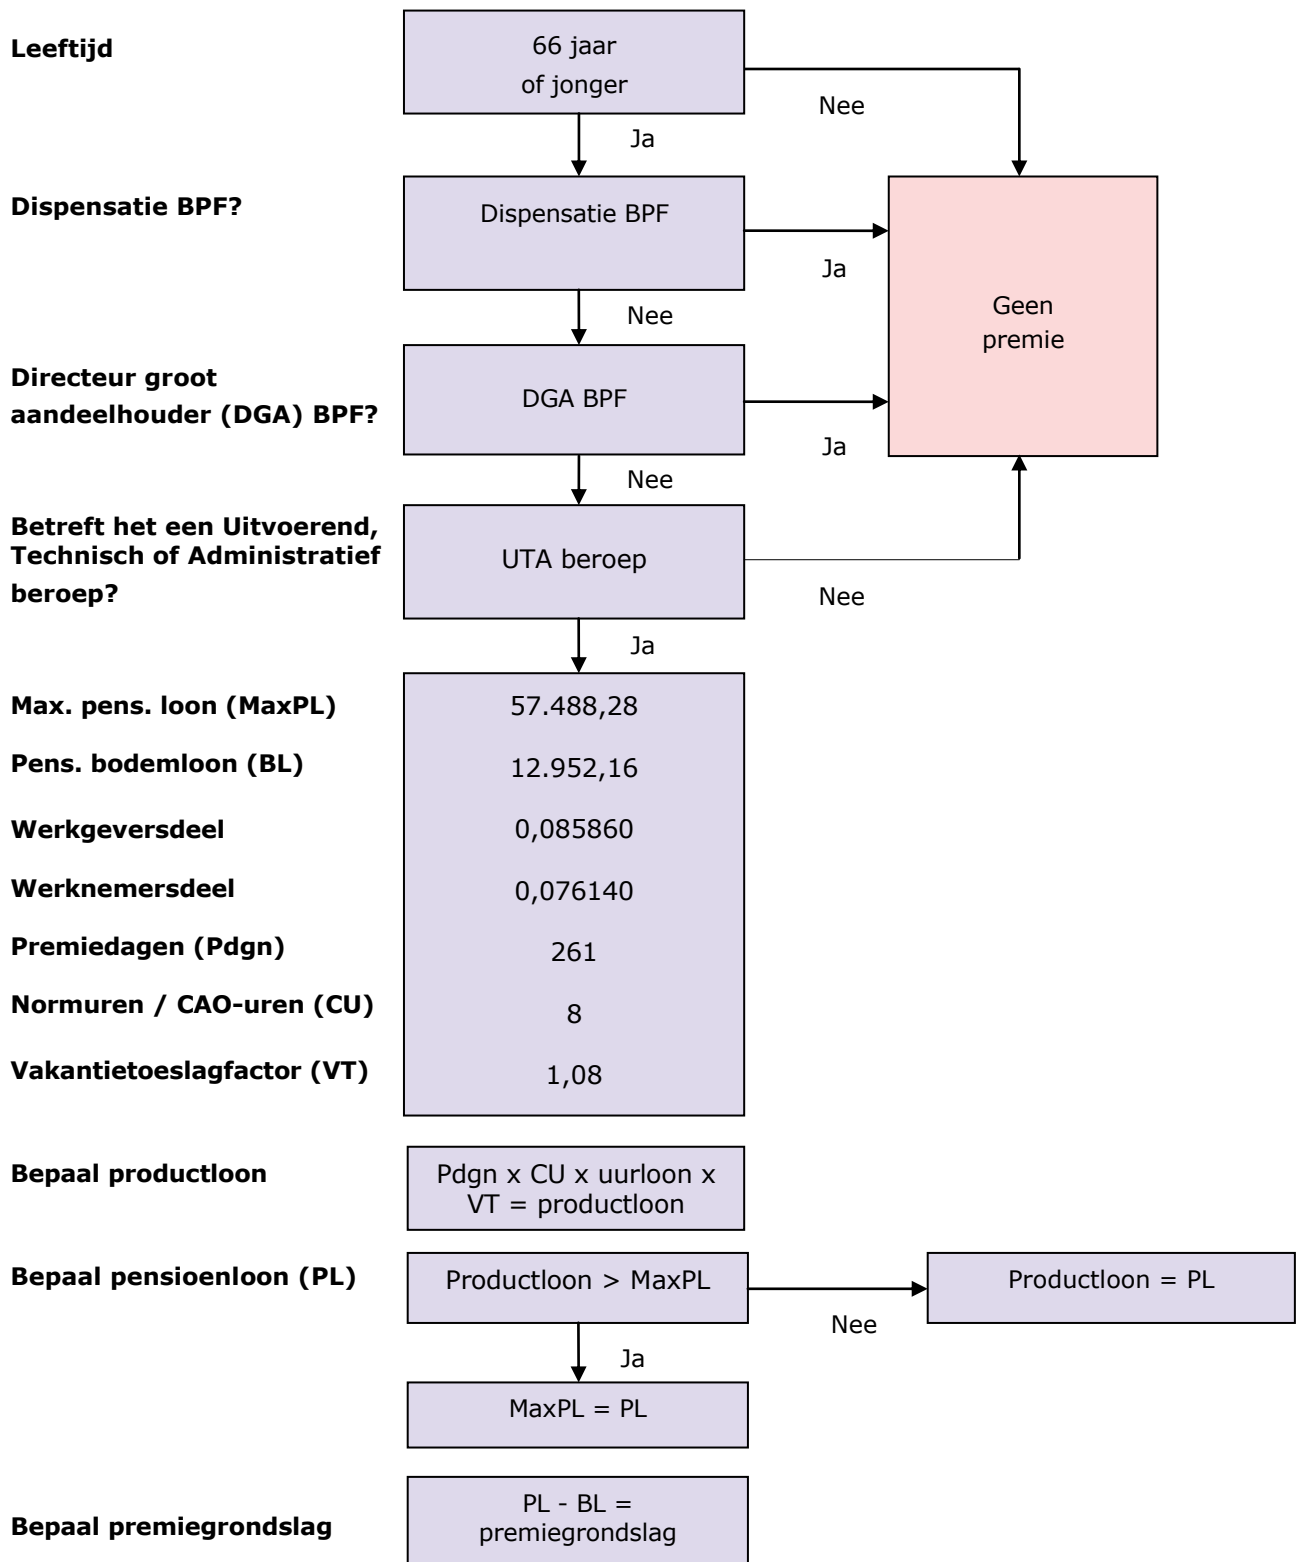 Leeftijd
66 jaar
of jonger
Nee
Ja
Dispensatie BPF?
Dispensatie BPF
Ja
Nee
Geen
premie
Directeur groot
aandeelhouder (DGA) BPF?
DGA BPF
Ja
Nee
Betreft het een Uitvoerend,
Technisch of Administratief
beroep?
UTA beroep
Nee
Ja
Max. pens. loon (MaxPL)
57.488,28
Pens. bodemloon (BL)
12.952,16
Werkgeversdeel
0,085860
Werknemersdeel
0,076140
Premiedagen (Pdgn)
261
Normuren / CAO-uren (CU)
8
Vakantietoeslagfactor (VT)
1,08
Bepaal productloon
Pdgn x CU x uurloon x
VT = productloon
Bepaal pensioenloon (PL)
Productloon > MaxPL
Nee
Productloon = PL
Ja
MaxPL = PL
Bepaal premiegrondslag
PL - BL =
premiegrondslag